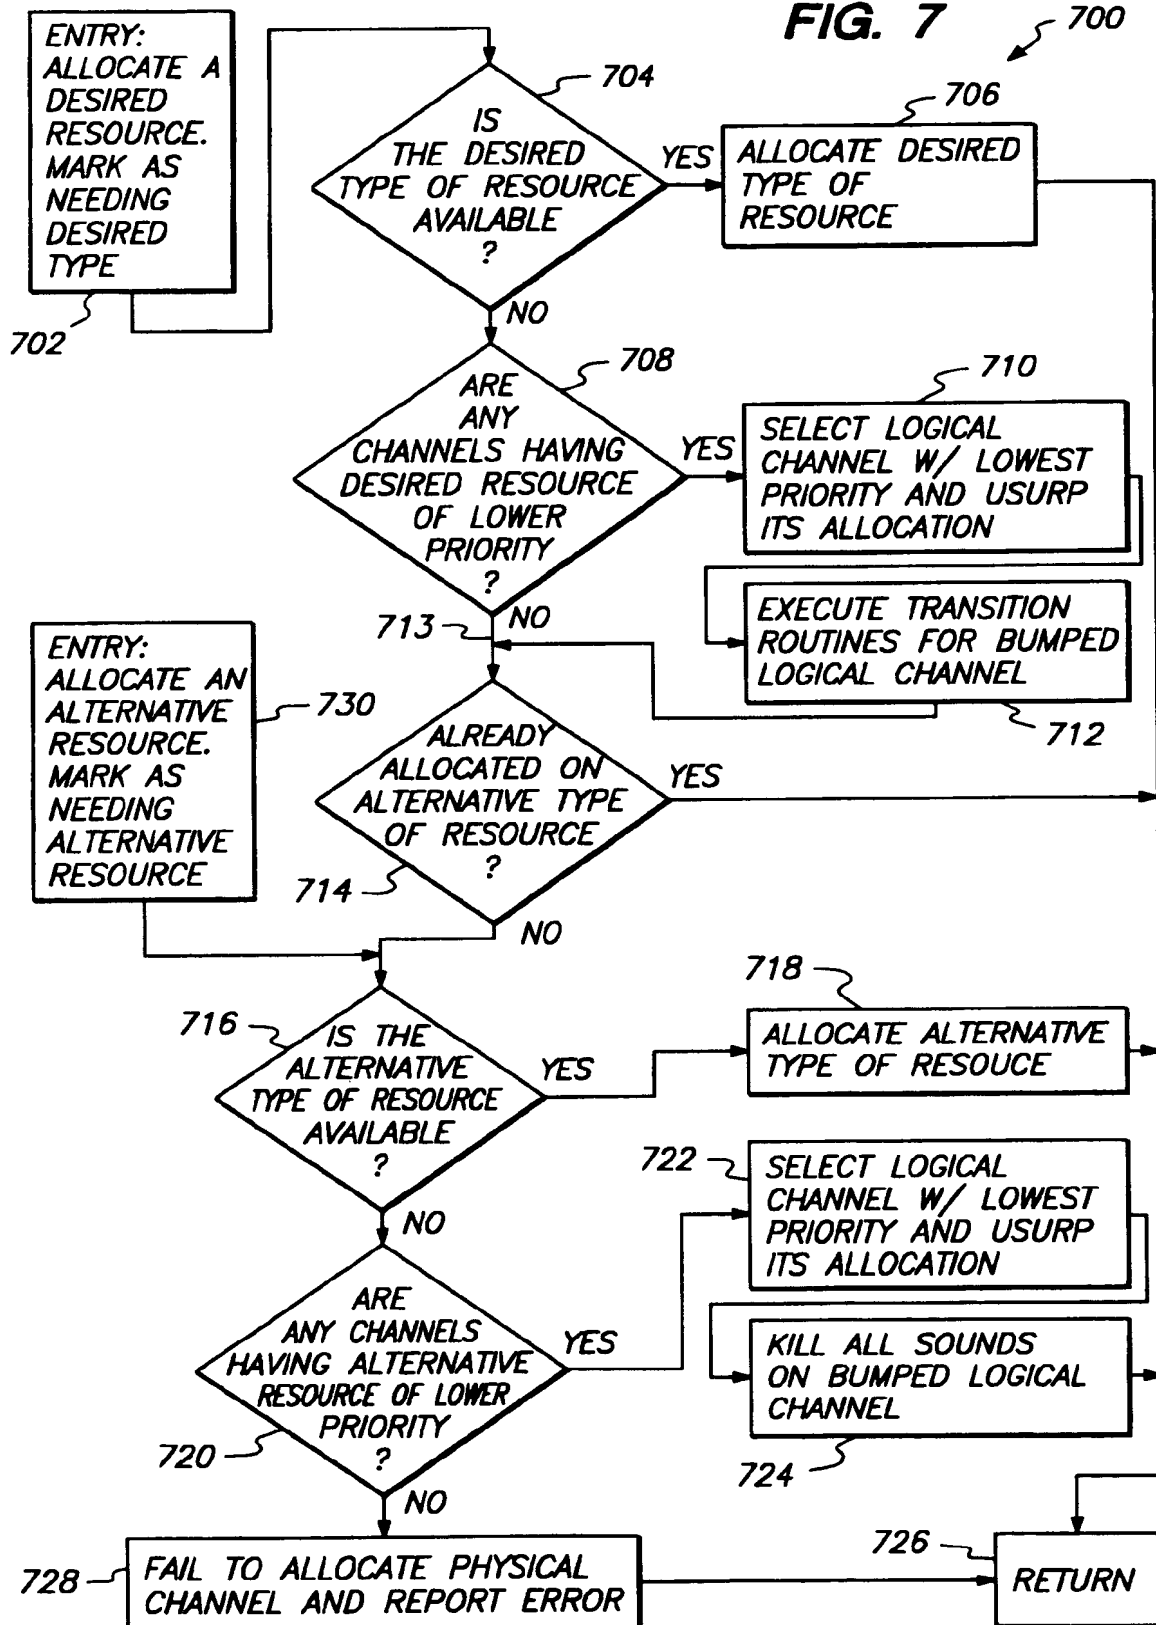 FIG. 7
700
ENTRY:
ALLOCATE A
DESIRED
RESOURCE.
MARK AS
NEEDING
DESIRED
TYPE
702
704
IS
THE DESIRED
TYPE OF RESOURCE
AVAILABLE
?
YES
NO
706
ALLOCATE DESIRED
TYPE OF
RESOURCE
708
ARE
ANY
CHANNELS HAVING
DESIRED RESOURCE
OF LOWER
PRIORITY
?
YES
NO
710
SELECT LOGICAL
CHANNEL W/ LOWEST
PRIORITY AND USURP
ITS ALLOCATION
EXECUTE TRANSITION
ROUTINES FOR BUMPED
LOGICAL CHANNEL
712
713
ENTRY:
ALLOCATE AN
ALTERNATIVE
RESOURCE.
MARK AS
NEEDING
ALTERNATIVE
RESOURCE
730
ALREADY
ALLOCATED ON
ALTERNATIVE TYPE
OF RESOURCE
?
714
YES
NO
716
IS THE
ALTERNATIVE
TYPE OF RESOURCE
AVAILABLE
?
YES
NO
718
ALLOCATE ALTERNATIVE
TYPE OF RESOUCE
722
SELECT LOGICAL
CHANNEL W/ LOWEST
PRIORITY AND USURP
ITS ALLOCATION
ARE
ANY CHANNELS
HAVING ALTERNATIVE
RESOURCE OF LOWER
PRIORITY
?
720
YES
NO
KILL ALL SOUNDS
ON BUMPED LOGICAL
CHANNEL
724
728
FAIL TO ALLOCATE PHYSICAL
CHANNEL AND REPORT ERROR
726
RETURN